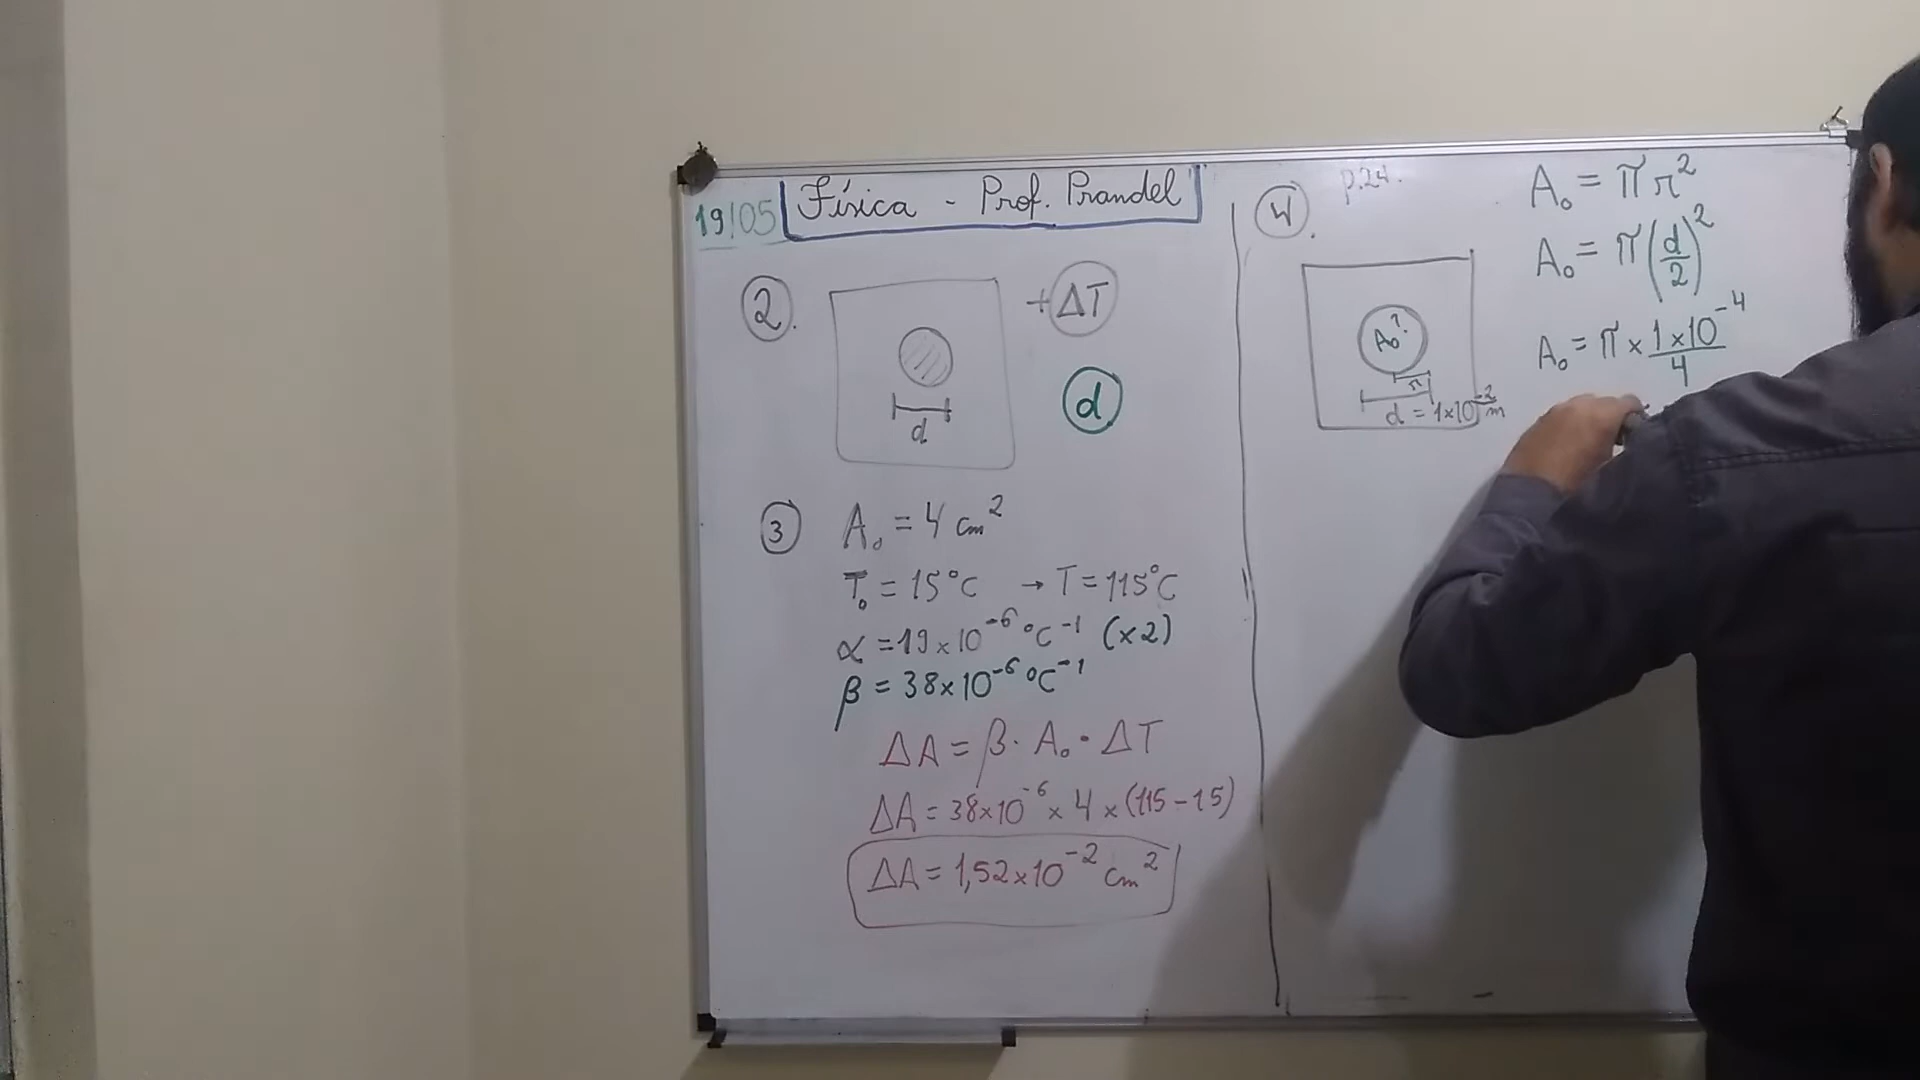 19/05 Física - Prof. Prandel
2. +ΔT
d
d
3 A₀ = 4 cm²
T₀ = 15°C → T = 115°C
α = 19×10⁻⁶ °C⁻¹ (×2)
β = 38×10⁻⁶ °C⁻¹
ΔA = β · A₀ · ΔT
ΔA = 38×10⁻⁶ × 4 × (115 - 15)
ΔA = 1,52×10⁻² cm²
4. p.24.
A₀?
r
d = 1×10⁻² m
A₀ = π r²
A₀ = π (d/2)²
A₀ = π × 1×10⁻⁴/4